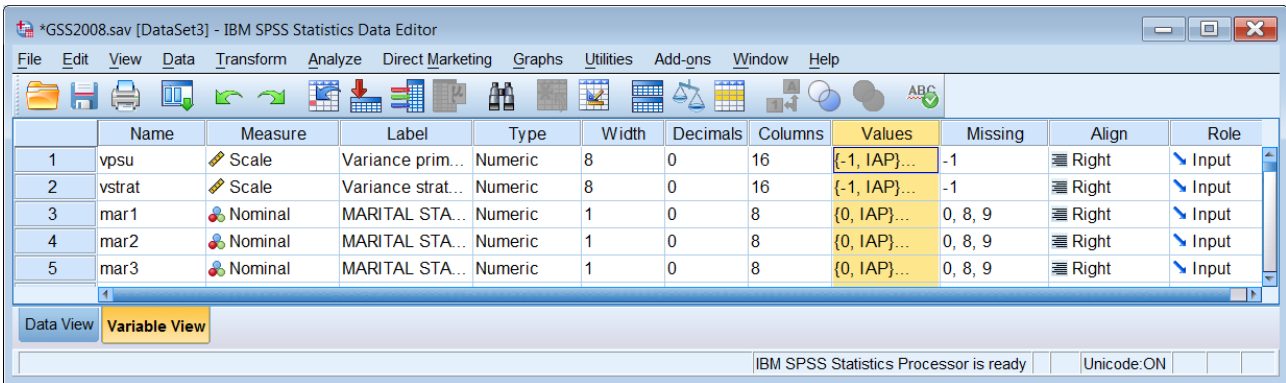 *GSS2008.sav [DataSet3] - IBM SPSS Statistics Data Editor
File Edit View Data Transform Analyze Direct Marketing Graphs Utilities Add-ons Window Help
Name Measure Label Type Width Decimals Columns Values Missing Align Role
1 vpsu Scale Variance prim... Numeric 8 0 16 {-1, IAP}... -1 Right Input
2 vstrat Scale Variance strat... Numeric 8 0 16 {-1, IAP}... -1 Right Input
3 mar1 Nominal MARITAL STA... Numeric 1 0 8 {0, IAP}... 0, 8, 9 Right Input
4 mar2 Nominal MARITAL STA... Numeric 1 0 8 {0, IAP}... 0, 8, 9 Right Input
5 mar3 Nominal MARITAL STA... Numeric 1 0 8 {0, IAP}... 0, 8, 9 Right Input
Data View Variable View
IBM SPSS Statistics Processor is ready Unicode:ON